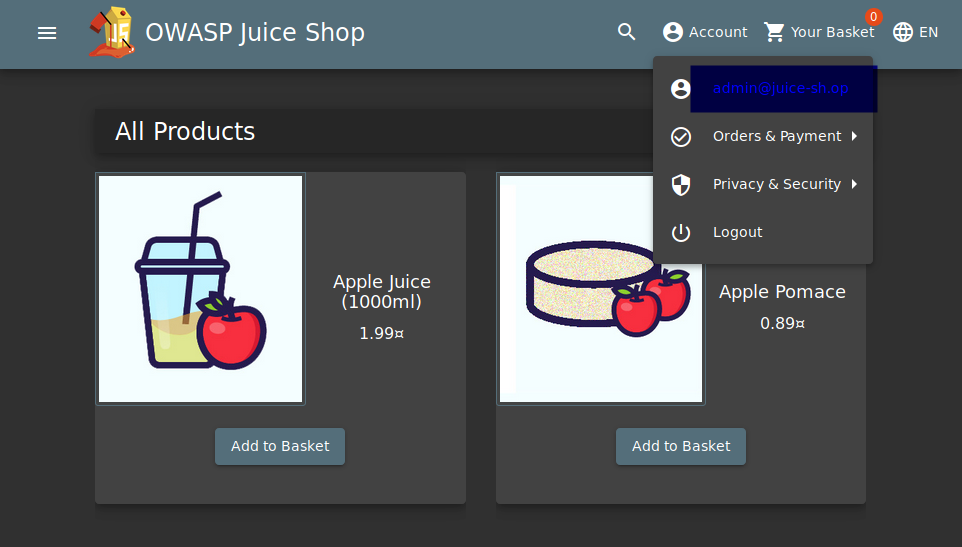 OWASP Juice Shop
Account
0
Your Basket
EN
admin@juice-sh.op
Orders & Payment
Privacy & Security
Logout
All Products
Apple Juice
(1000ml)
1.99¤
Add to Basket
Apple Pomace
0.89¤
Add to Basket